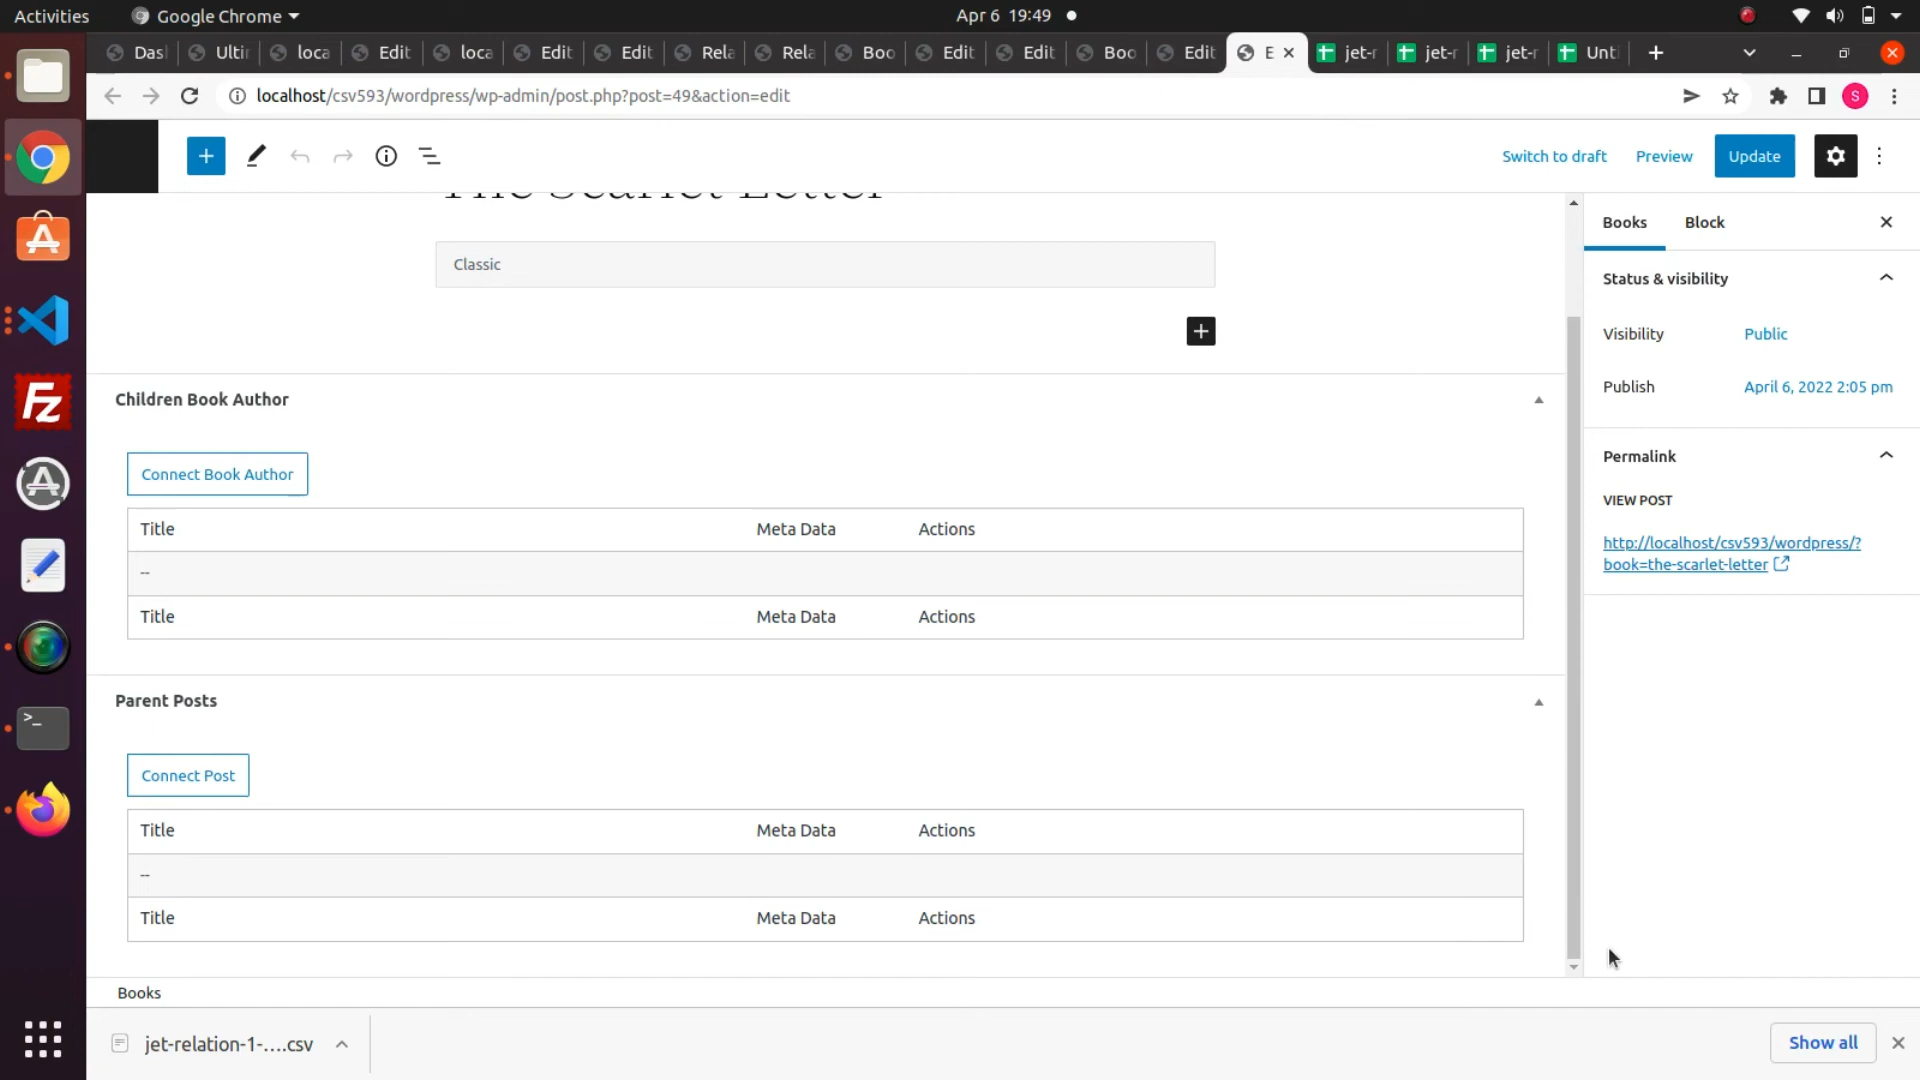 Activities
Google Chrome
Apr 6 19:49
Das
Ulti
loca
Edit
loca
Edit
Edit
Rela
Rela
Boo
Edit
Edit
Boo
Edit
E
jet-r
jet-r
jet-r
Unti
localhost/csv593/wordpress/wp-admin/post.php?post=49&action=edit
S
Switch to draft
Preview
Update
The Scarlet Letter
Classic
Children Book Author
Connect Book Author
Title Meta Data Actions
--
Title Meta Data Actions
Parent Posts
Connect Post
Title Meta Data Actions
--
Title Meta Data Actions
Books
Books
Block
Status & visibility
Visibility Public
Publish April 6, 2022 2:05 pm
Permalink
VIEW POST
http://localhost/csv593/wordpress/?
book=the-scarlet-letter
jet-relation-1-....csv
Show all